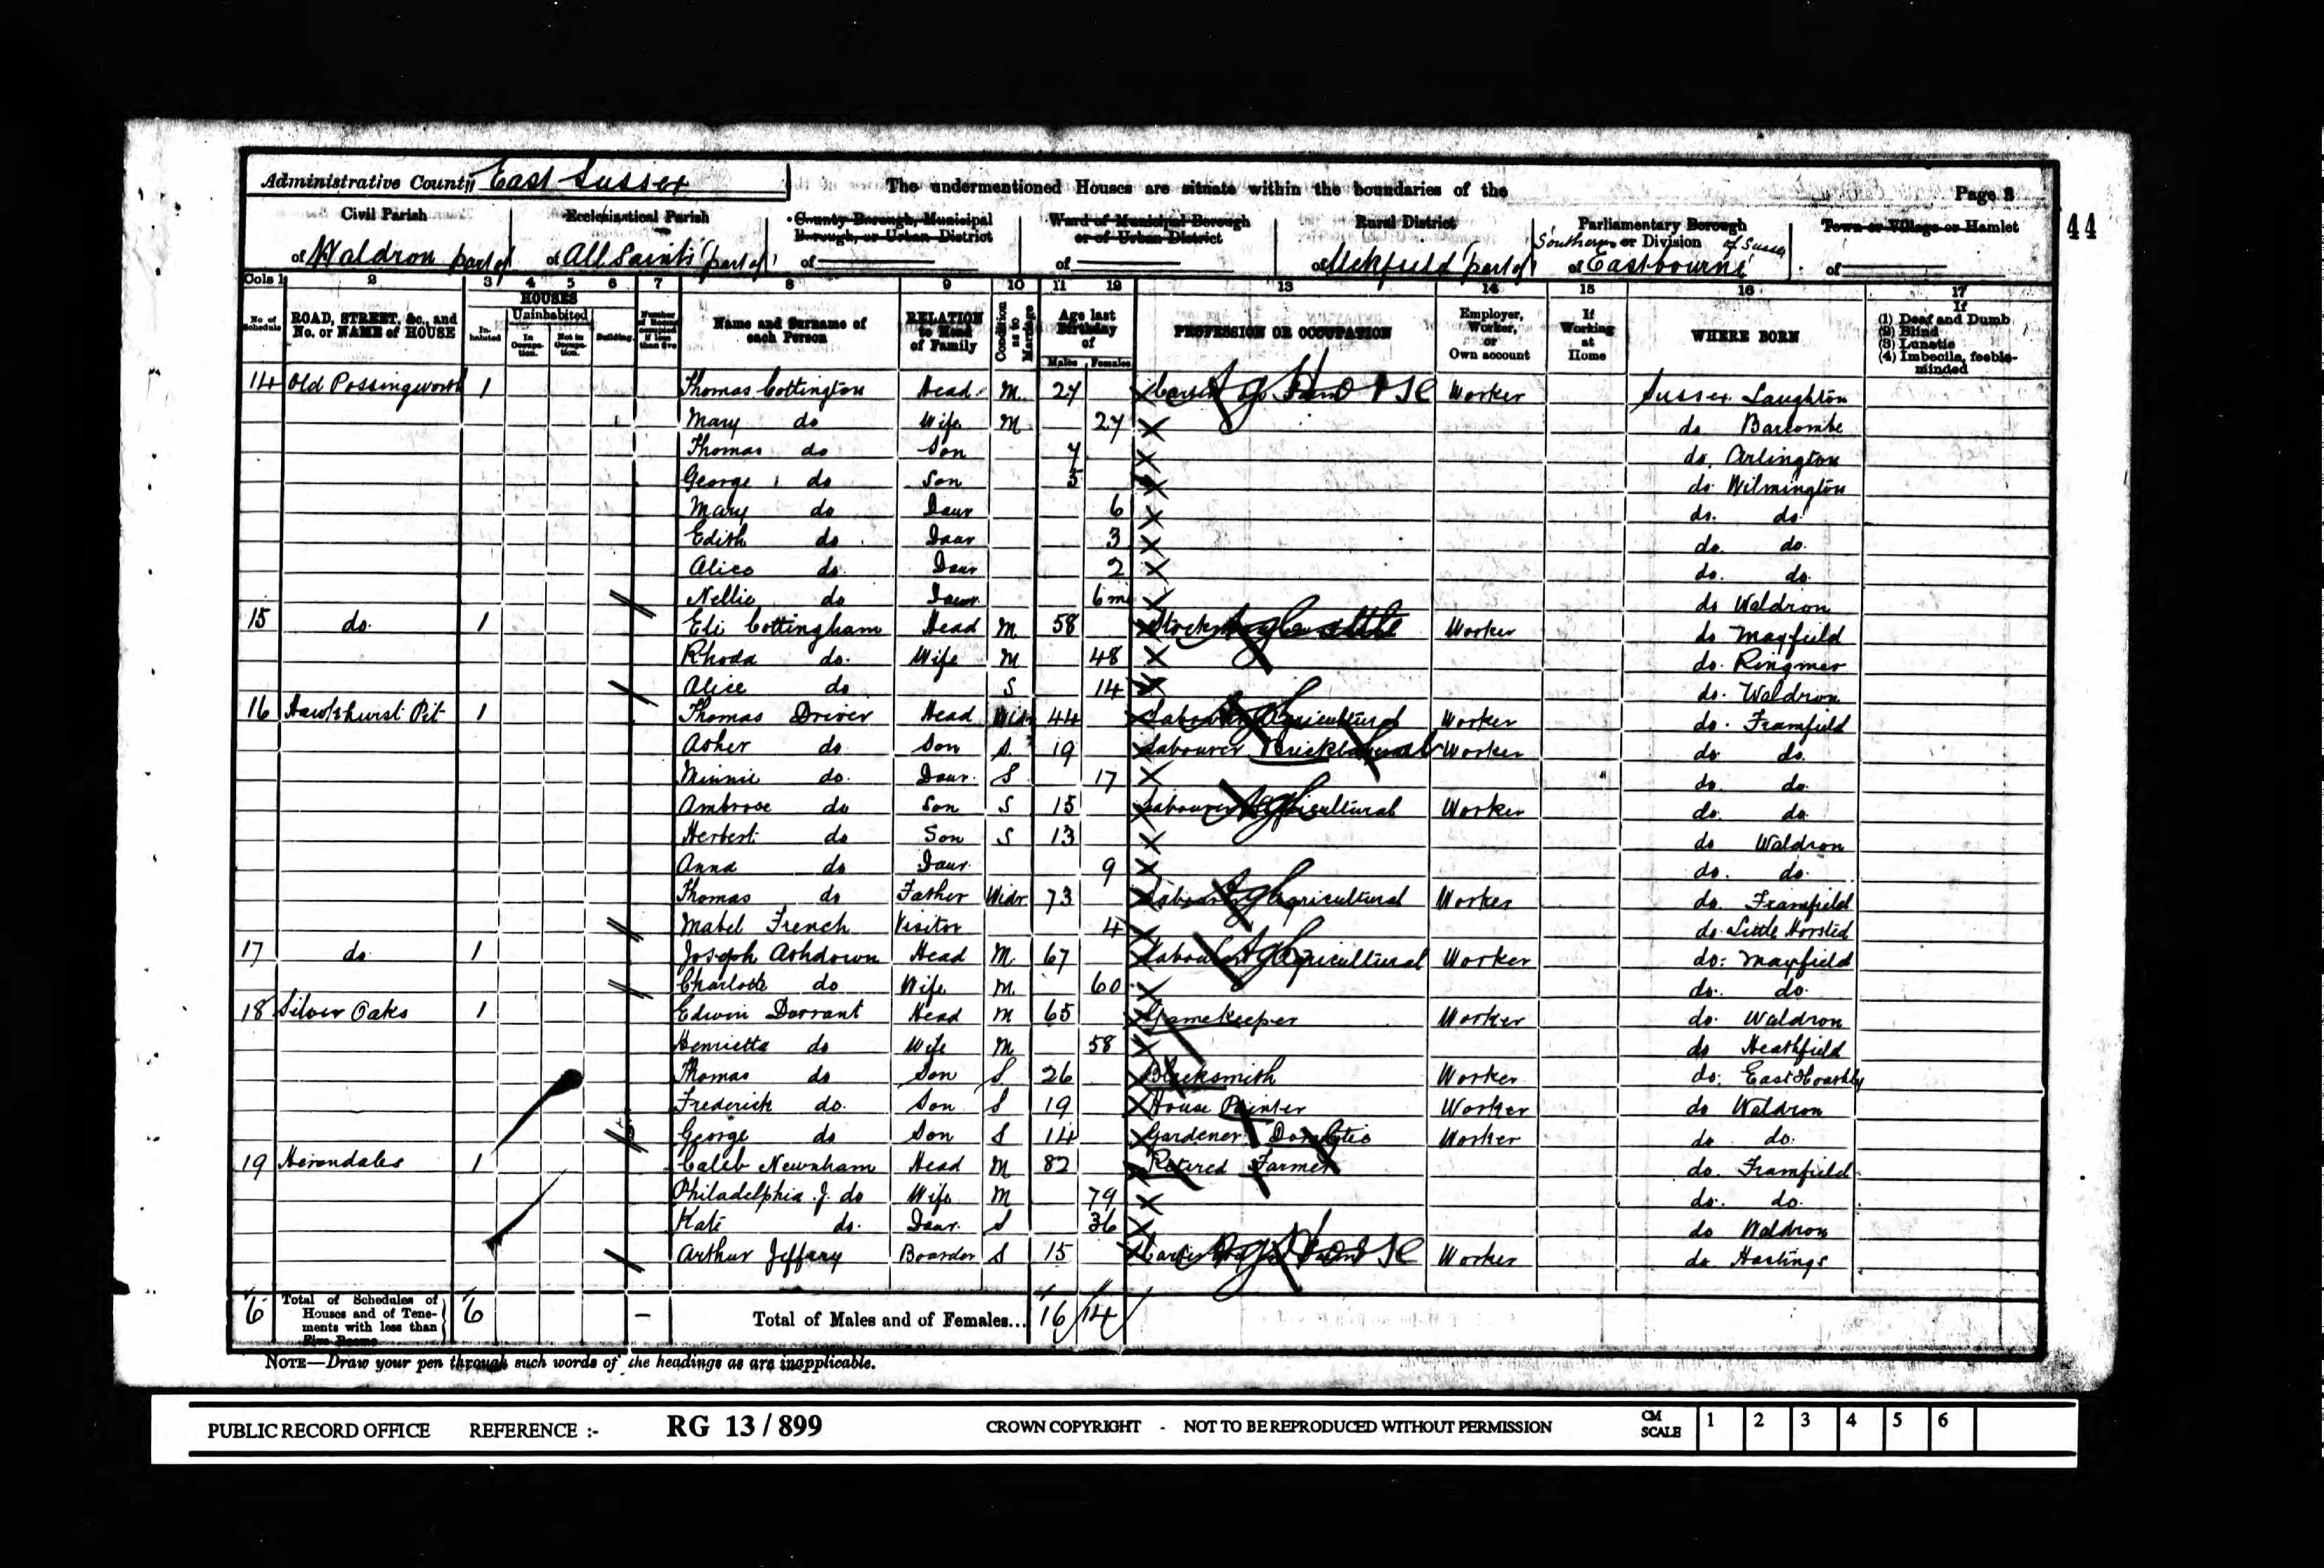 Administrative County East Sussex The undermentioned Houses are situate within the boundaries of the Page 3
44
Civil Parish Ecclesiastical Parish County Borough, Municipal Borough, or Urban District Ward of Municipal Borough or of Urban District Rural District Parliamentary Borough or Division Town or Village or Hamlet
of Waldron part of of All Saints (part of) of of of Uckfield (part of) Southern of Sussex of Eastbourne of
Cols 1 2 3 4 5 6 7 8 9 10 11 12 13 14 15 16 17
No. of Schedule ROAD, STREET, &c., and No. or NAME of HOUSE HOUSES Inhabited Uninhabited In Occupation. Not in Occupation. Building. Number of Rooms occupied if less than five Name and Surname of each Person RELATION to Head of Family Condition as to Marriage Age last Birthday of Males Females PROFESSION OR OCCUPATION Employer, Worker, or Own account If Working at Home WHERE BORN If (1) Deaf and Dumb (2) Blind (3) Lunatic (4) Imbecile, feeble-minded
14 Old Possingworth 1 Thomas Cottington Head M 27 Carter on Farm Ag Horse Worker Sussex Laughton
Mary do Wife M 27 do Barcombe
Thomas do Son 7 do. Arlington
George do Son 5 do Wilmington
Mary do Daur 6 do. do.
Edith do Daur 3 do. do.
Alice do. Daur 2 do. do.
Nellie do Daur 6m do Waldron
15 do. 1 Eli Cottingham Head M 58 Stockman Ag Cattle Worker do Mayfield
Rhoda do. Wife M 48 do. Ringmer
Alice do S 14 do. Waldron
16 Hawkhurst Pit 1 Thomas Driver Head Widr 44 Labourer Agricultural Ag Worker do. Framfield
Asher do Son S. 19 Labourer Worker do. do.
Minnie do. Daur. S 17 do. do.
Ambrose do Son S 15 Labourer Agricultural Ag Worker do. do.
Herbert do Son S 13 do Waldron
Anna do Daur. 9 do. do.
Thomas do Father Widr 73 Labourer Agricultural Ag Worker do. Framfield
Mabel French Visitor 4 do. Little Horsted
17 do 1 Joseph Ashdown Head M. 67 Labourer Agricultural Ag Worker do. Mayfield
Charlotte do Wife M 60 do. do.
18 Silver Oaks 1 Edwin Durrant Head M 65 Gamekeeper Worker do. Waldron
Henrietta do Wife M 58 do Heathfield
Thomas do Son S 26 Blacksmith Worker do. East Hoathly
Frederick do. Son S 19 House Painter Worker do Waldron
George do Son S 14 Gardener Domestic Worker do do.
19 Herondales 1 Caleb Newnham Head M 82 Retired Farmer do. Framfield.
Philadelphia J. do Wife M 79 do. do.
Kate do. Daur. S 36 do Waldron
Arthur Jeffery Boarder S 15 Carter on Farm Ag Horse Worker do Hastings
6 Total of Schedules of Houses and of Tenements with less than Five Rooms 6 - Total of Males and of Females... 16 14
NOTE—Draw your pen through such words of the headings as are inapplicable.
PUBLIC RECORD OFFICE REFERENCE :- RG 13 / 899 CROWN COPYRIGHT - NOT TO BE REPRODUCED WITHOUT PERMISSION CM SCALE 1 2 3 4 5 6